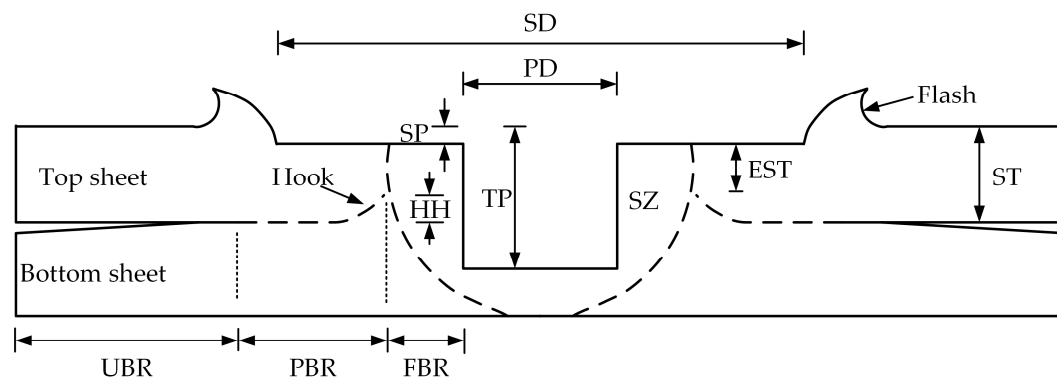 SD
PD
Flash
SP
Top sheet
Hook
HH
TP
SZ
EST
ST
Bottom sheet
UBR
PBR
FBR